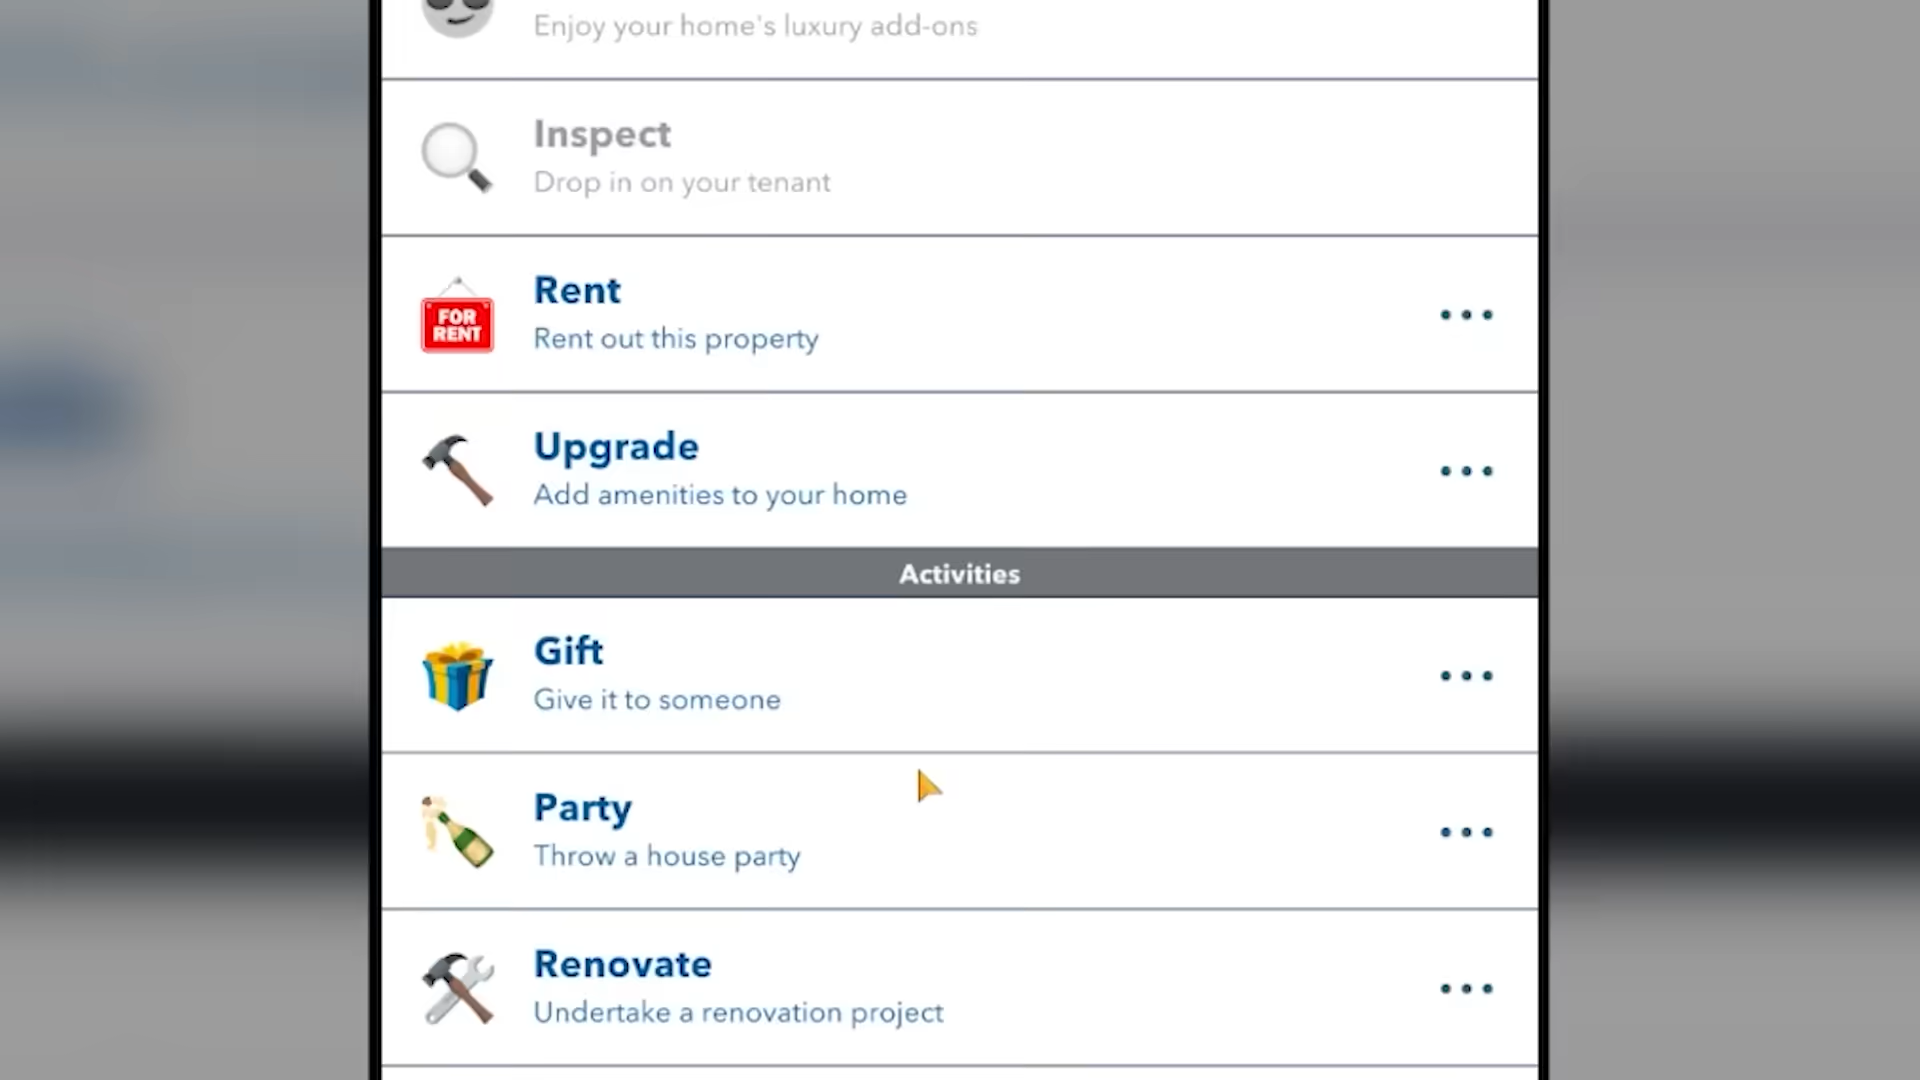 Enjoy your home's luxury add-ons
Inspect
Drop in on your tenant
FOR
RENT
Rent
Rent out this property
Upgrade
Add amenities to your home
Activities
Gift
Give it to someone
Party
Throw a house party
Renovate
Undertake a renovation project